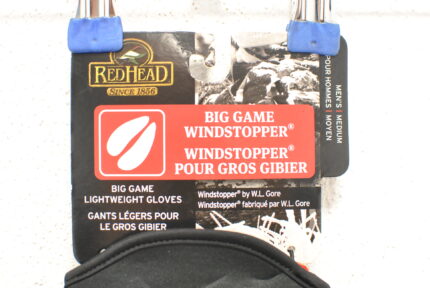 REDHEAD
SINCE 1856
BIG GAME
WINDSTOPPER®
WINDSTOPPER®
POUR GROS GIBIER
BIG GAME
LIGHTWEIGHT GLOVES
GANTS LÉGERS POUR
LE GROS GIBIER
Windstopper® by W.L. Gore
Windstopper® fabriqué par W.L. Gore
MEN'S | MEDIUM
POUR HOMMES | MOYEN